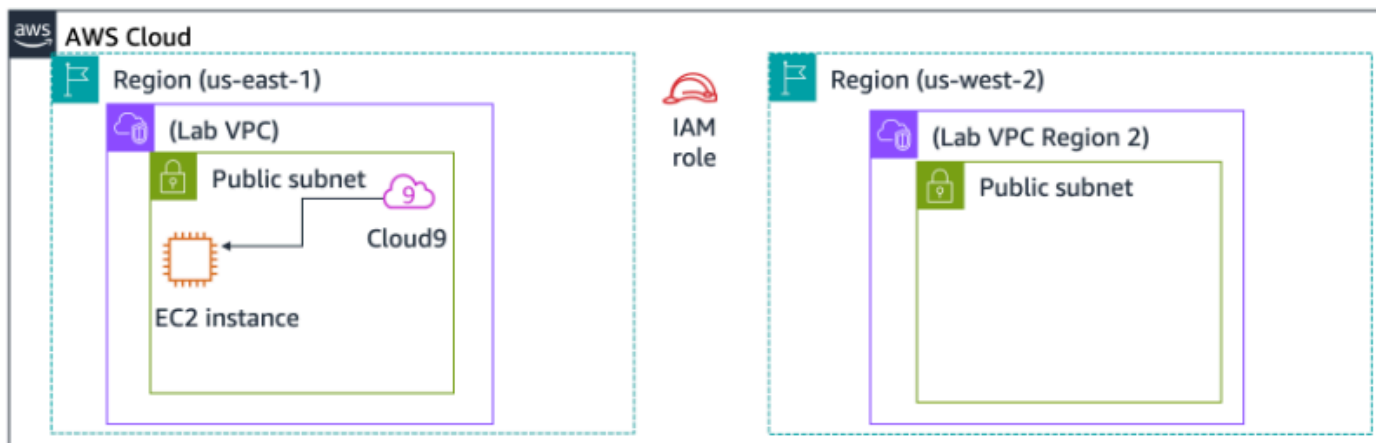 aws
AWS Cloud
Region (us-east-1)
(Lab VPC)
Public subnet
9
Cloud9
EC2 instance
IAM
role
Region (us-west-2)
(Lab VPC Region 2)
Public subnet